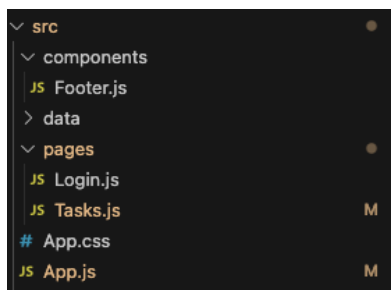 src
components
JS Footer.js
data
pages
JS Login.js
JS Tasks.js M
# App.css
JS App.js M